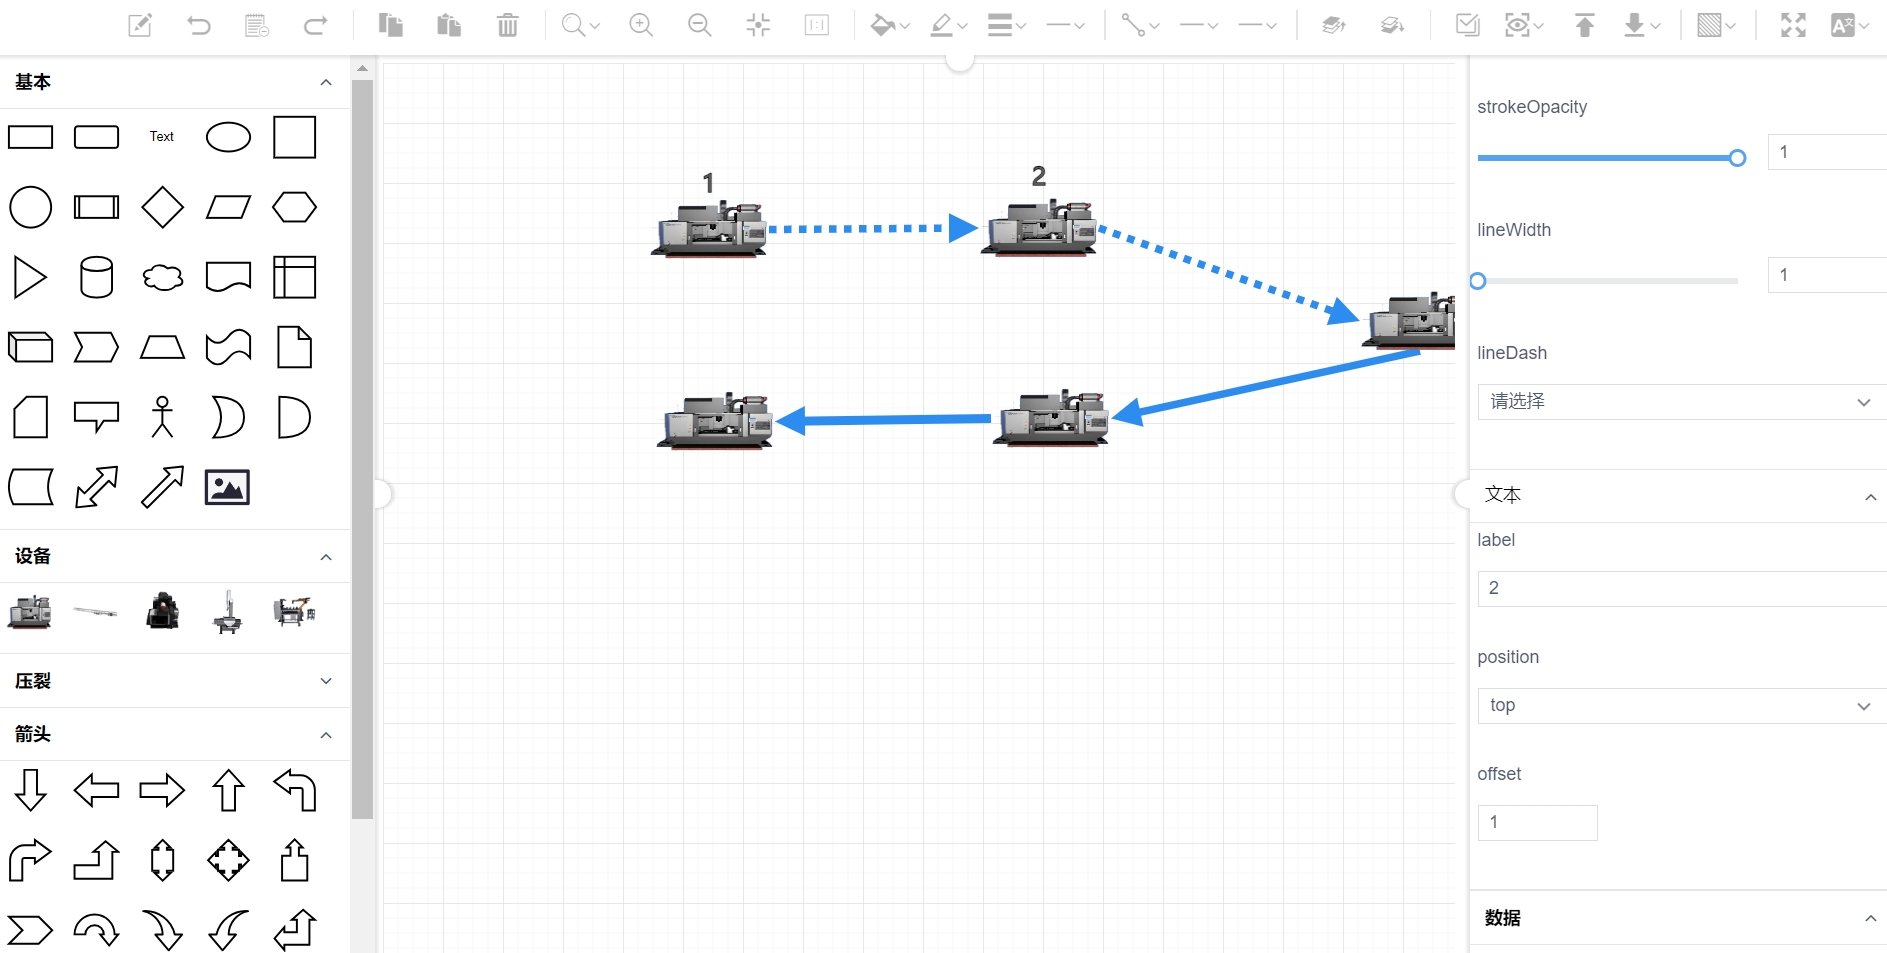 基本
Text
设备
压裂
箭头
1
2
strokeOpacity
1
lineWidth
1
lineDash
请选择
文本
label
2
position
top
offset
1
数据